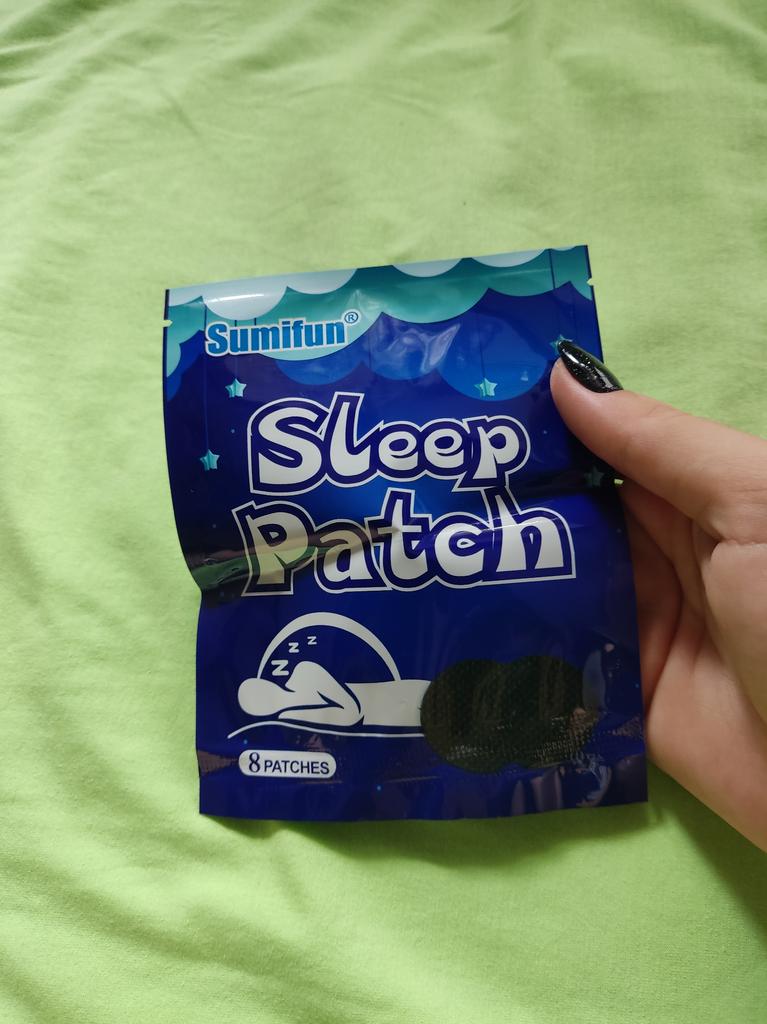 Sumifun®
Sleep
Patch
z z z
8 PATCHES